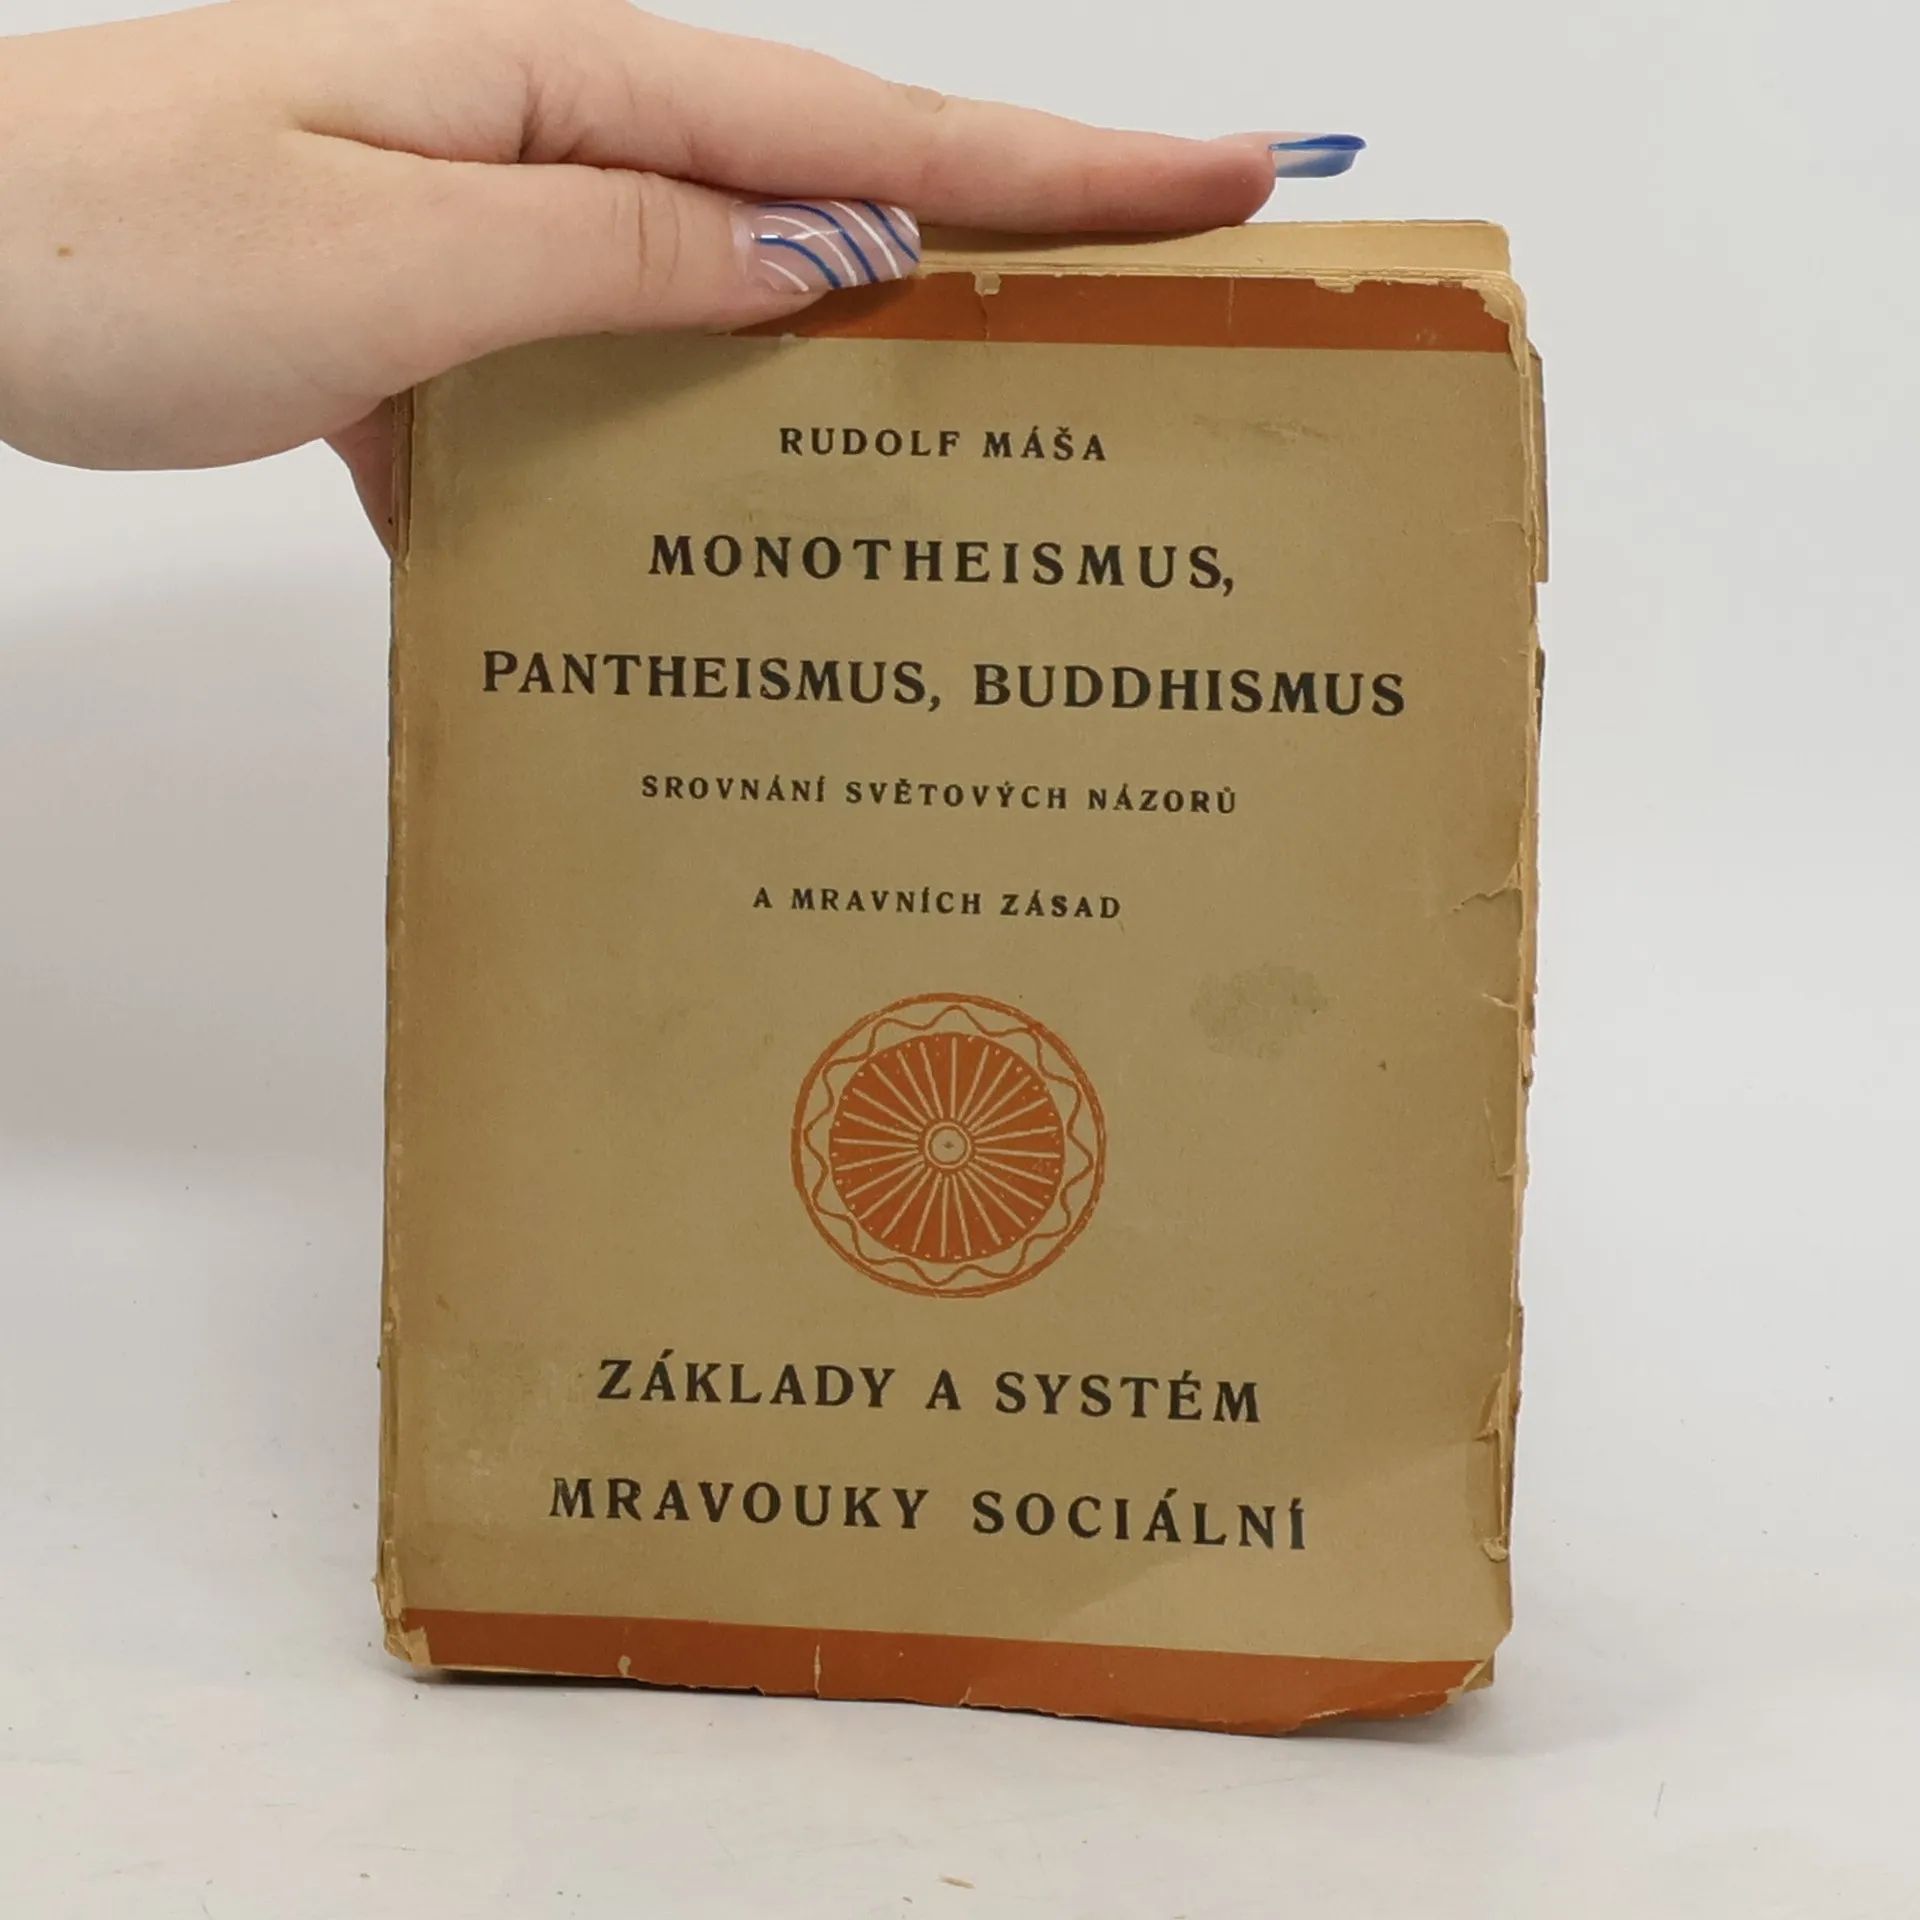 RUDOLF MÁŠA
MONOTHEISMUS,
PANTHEISMUS, BUDDHISMUS
SROVNÁNÍ SVĚTOVÝCH NÁZORŮ
A MRAVNÍCH ZÁSAD
ZÁKLADY A SYSTÉM
MRAVOUKY SOCIÁLNÍ